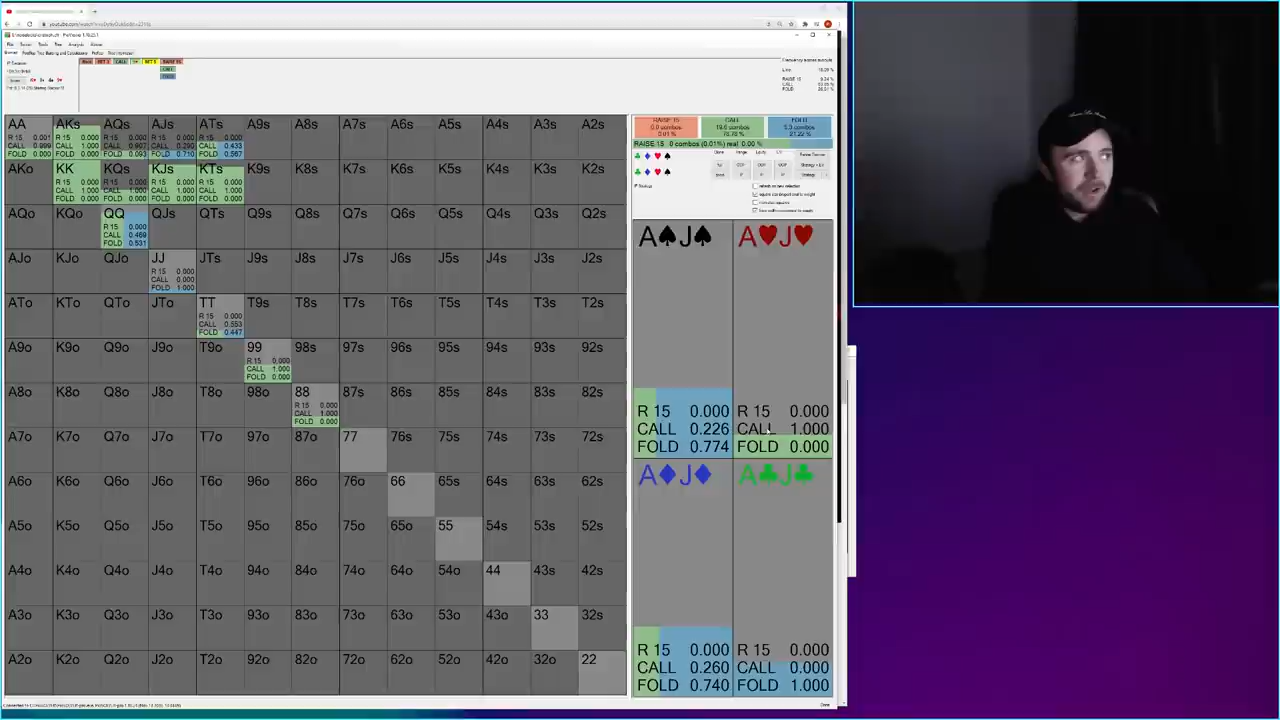 AA AKs AQs AJs ATs A9s A8s A7s A6s A5s A4s A3s A2s
R 15 0.001 R 15 0.000 R 15 0.000 R 15 0.000 R 15 0.000
CALL 0.999 CALL 1.000 CALL 0.907 CALL 0.290 CALL 0.433
FOLD 0.000 FOLD 0.000 FOLD 0.093 FOLD 0.710 FOLD 0.567
AKo KK KQs KJs KTs K9s K8s K7s K6s K5s K4s K3s K2s
R 15 0.000 R 15 0.000 R 15 0.000 R 15 0.000
CALL 1.000 CALL 1.000 CALL 1.000 CALL 1.000
FOLD 0.000 FOLD 0.000 FOLD 0.000 FOLD 0.000
AQo KQo QQ QJs QTs Q9s Q8s Q7s Q6s Q5s Q4s Q3s Q2s
R 15 0.000
CALL 0.469
FOLD 0.531
AJo KJo QJo JJ JTs J9s J8s J7s J6s J5s J4s J3s J2s
R 15 0.000
CALL 0.000
FOLD 1.000
ATo KTo QTo JTo TT T9s T8s T7s T6s T5s T4s T3s T2s
R 15 0.000
CALL 0.553
FOLD 0.447
A9o K9o Q9o J9o T9o 99 98s 97s 96s 95s 94s 93s 92s
R 15 0.000
CALL 1.000
FOLD 0.000
A8o K8o Q8o J8o T8o 98o 88 87s 86s 85s 84s 83s 82s
R 15 0.000
CALL 1.000
FOLD 0.000
A7o K7o Q7o J7o T7o 97o 87o 77 76s 75s 74s 73s 72s
A6o K6o Q6o J6o T6o 96o 86o 76o 66 65s 64s 63s 62s
A5o K5o Q5o J5o T5o 95o 85o 75o 65o 55 54s 53s 52s
A4o K4o Q4o J4o T4o 94o 84o 74o 64o 54o 44 43s 42s
A3o K3o Q3o J3o T3o 93o 83o 73o 63o 53o 43o 33 32s
A2o K2o Q2o J2o T2o 92o 82o 72o 62o 52o 42o 32o 22
RAISE 15 CALL FOLD
RAISE 15 0 combos (0.01%) real 0.00 %
A♠J♠ A♥J♥
R 15 0.000 R 15 0.000
CALL 0.226 CALL 1.000
FOLD 0.774 FOLD 0.000
A♦J♦ A♣J♣
R 15 0.000 R 15 0.000
CALL 0.260 CALL 0.000
FOLD 0.740 FOLD 1.000